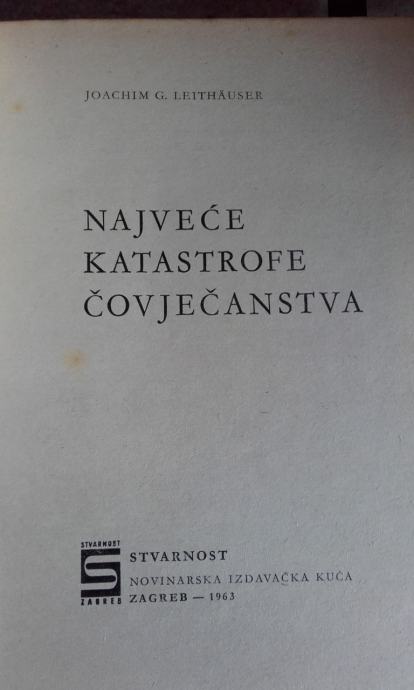 JOACHIM G. LEITHÄUSER
NAJVEĆE
KATASTROFE
ČOVJEČANSTVA
STVARNOST
S
ZAGREB
STVARNOST
NOVINARSKA IZDAVAČKA KUĆA
ZAGREB — 1963